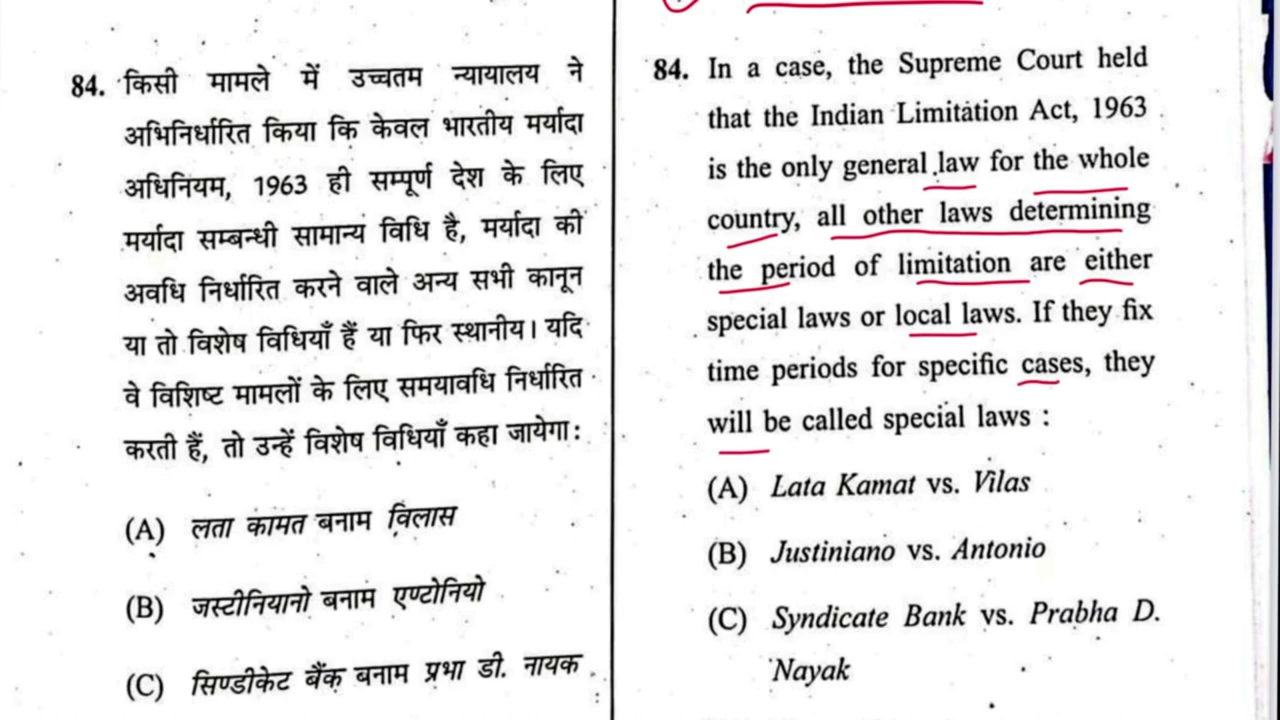 84. किसी मामले में उच्चतम न्यायालय ने
अभिनिर्धारित किया कि केवल भारतीय मर्यादा
अधिनियम, 1963 ही सम्पूर्ण देश के लिए
मर्यादा सम्बन्धी सामान्य विधि है, मर्यादा की
अवधि निर्धारित करने वाले अन्य सभी कानून
या तो विशेष विधियाँ हैं या फिर स्थानीय। यदि
वे विशिष्ट मामलों के लिए समयावधि निर्धारित
करती हैं, तो उन्हें विशेष विधियाँ कहा जायेगा:
(A) लता कामत बनाम विलास
(B) जस्टीनियानो बनाम एण्टोनियो
(C) सिण्डीकेट बैंक बनाम प्रभा डी. नायक
84. In a case, the Supreme Court held
that the Indian Limitation Act, 1963
is the only general law for the whole
country, all other laws determining
the period of limitation are either
special laws or local laws. If they fix
time periods for specific cases, they
will be called special laws :
(A) Lata Kamat vs. Vilas
(B) Justiniano vs. Antonio
(C) Syndicate Bank vs. Prabha D.
Nayak